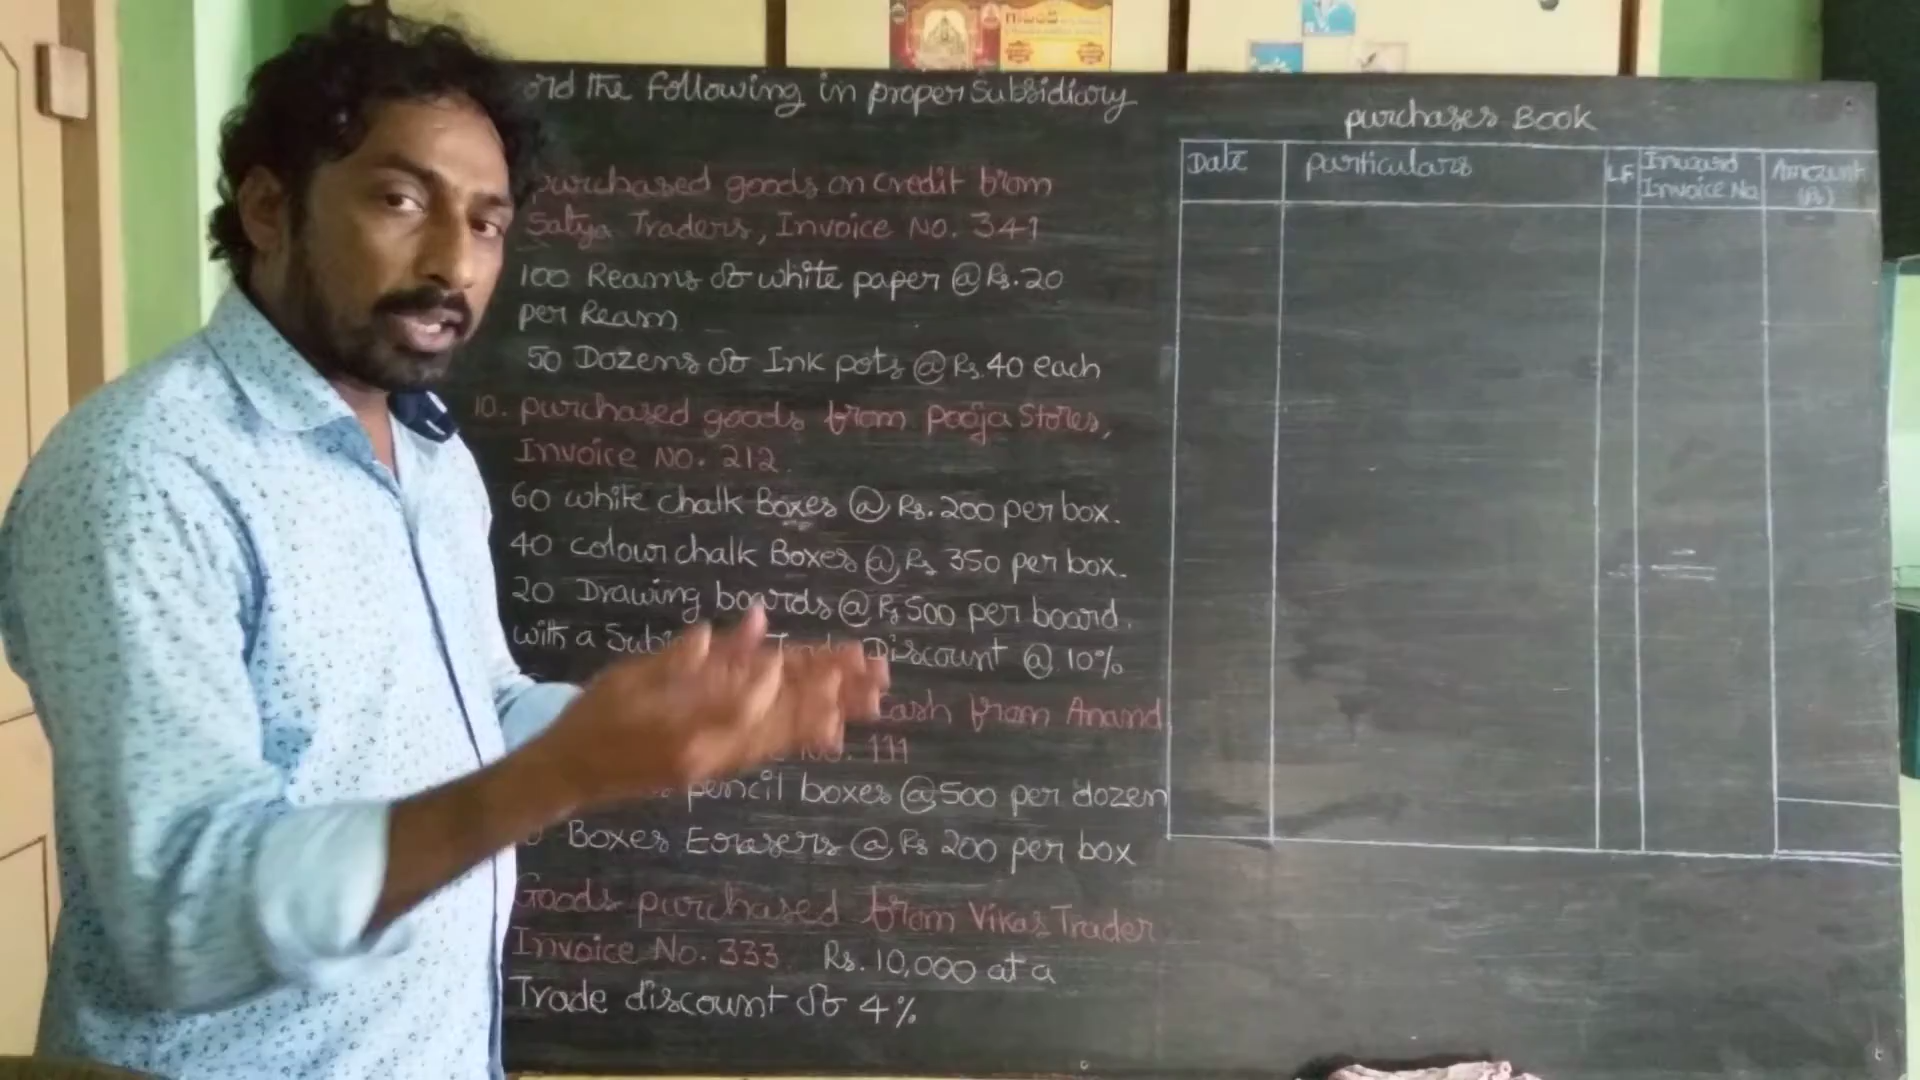 ord the following in proper Subsidiary
purchased goods on credit from
Satya Traders, Invoice No. 341
100 Reams of white paper @ Rs. 20
per Ream
50 Dozens of Ink pots @ Rs. 40 each
10. purchased goods from pooja Stores,
Invoice NO. 212.
60 white chalk Boxes @ Rs. 200 per box.
40 colour chalk Boxes @ Rs 350 per box.
20 Drawing boards @ Rs 500 per board.
with a Trade Discount @ 10%
cash from Anand
No. 111
pencil boxes @ 500 per dozen
Boxes Erasers @ Rs 200 per box
Goods purchased from Vikas Trader
Invoice No. 333. Rs. 10,000 at a
Trade discount of 4%
purchases Book
Date particulars LF Inward Invoice No Amount (Rs)